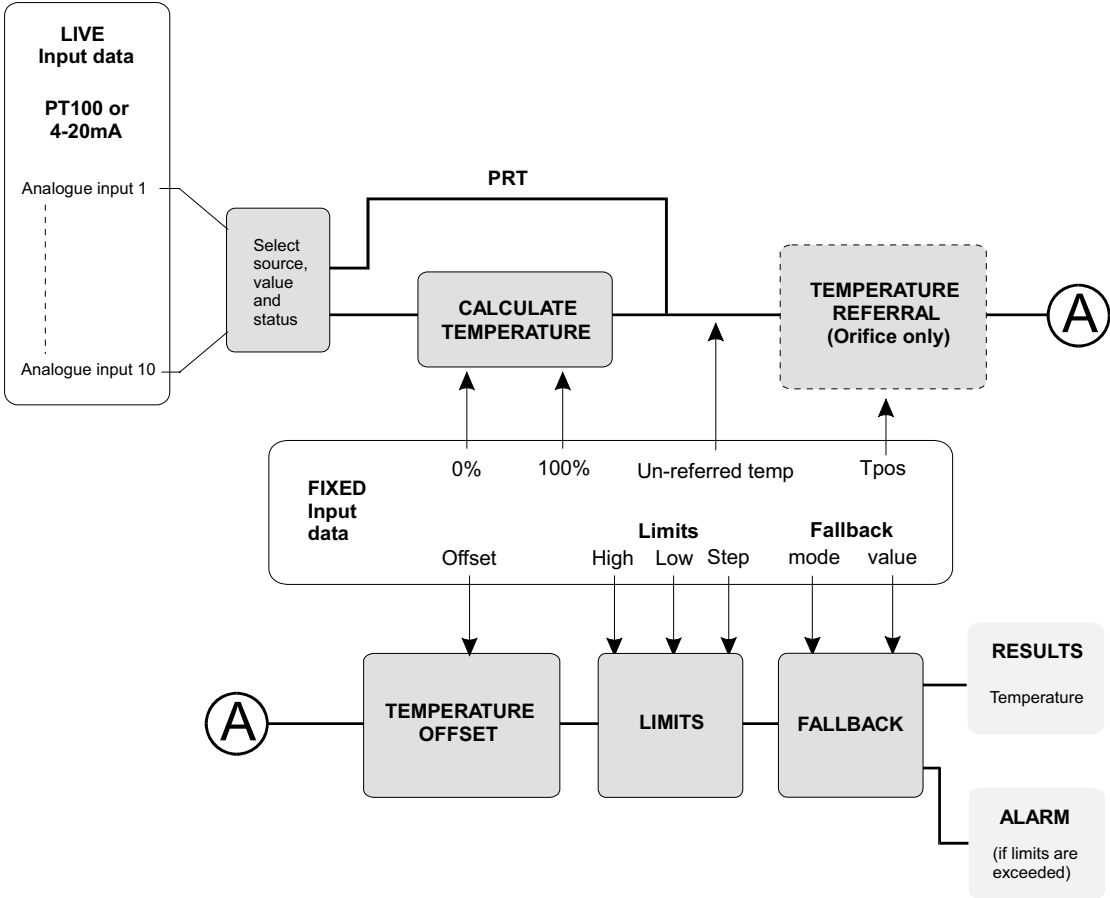 LIVE
Input data
PT100 or
4-20mA
Analogue input 1
Analogue input 10
Select
source,
value
and
status
PRT
CALCULATE
TEMPERATURE
TEMPERATURE
REFERRAL
(Orifice only)
A
FIXED
Input
data
0%
100%
Un-referred temp
Tpos
Offset
Limits
High
Low
Step
Fallback
mode
value
A
TEMPERATURE
OFFSET
LIMITS
FALLBACK
RESULTS
Temperature
ALARM
(if limits are
exceeded)